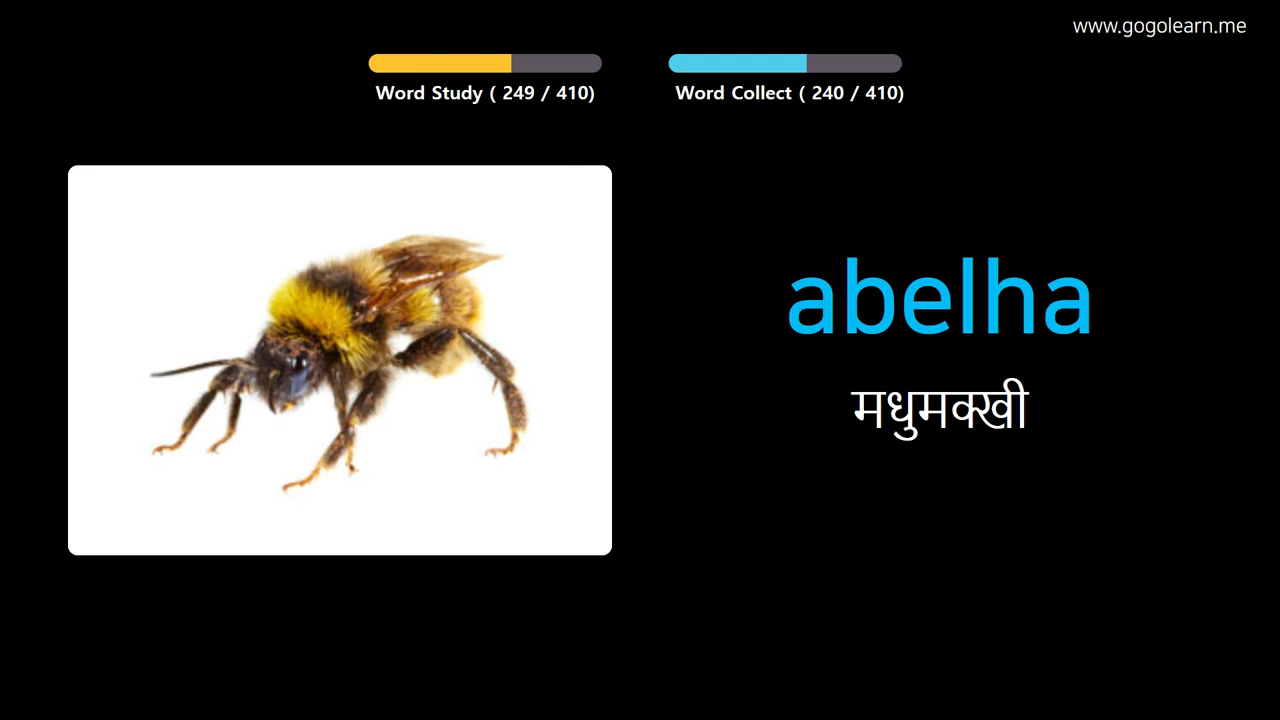 www.gogolearn.me
Word Study ( 249 / 410)
Word Collect ( 240 / 410)
abelha
मधुमक्खी